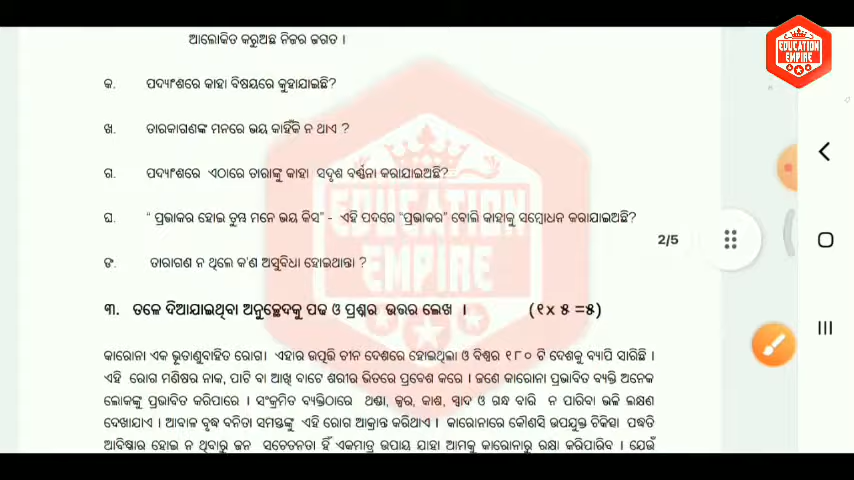 ଆଲୋକିତ କରୁଅଛ ନିଜର ଜଗତ ।
EDUCATION
EMPIRE
କ. ପଦ୍ୟାଂଶରେ କାହା ବିଷୟରେ କୁହାଯାଇଛି?
ଖ. ତାରକାଗଣଙ୍କ ମନରେ ଭୟ କାହିଁକି ନ ଥାଏ ?
ଗ. ପଦ୍ୟାଂଶରେ ଏଠାରେ ତାରାଙ୍କୁ କାହା ସଦୃଶ ବର୍ଣ୍ଣନା କରାଯାଇଅଛି?
ଘ. “ ପ୍ରଭାକର ହୋଇ ତୁମ୍ଭ ମନେ ଭୟ କିସ” - ଏହି ପଦରେ “ପ୍ରଭାକର” ବୋଲି କାହାକୁ ସମ୍ବୋଧନ କରାଯାଇଅଛି?
2/5
ଙ. ତାରାଗଣ ନ ଥିଲେ କ'ଣ ଅସୁବିଧା ହୋଇଥାନ୍ତା ?
EDUCATION
EMPIRE
୩. ତଳେ ଦିଆଯାଇଥିବା ଅନୁଚ୍ଛେଦକୁ ପଢ ଓ ପ୍ରଶ୍ନର ଉତ୍ତର ଲେଖ । (୧x ୫ =୫)
କାରୋନା ଏକ ଭୂତାଣୁବାହିତ ରୋଗ। ଏହାର ଉତ୍ପତ୍ତି ଚୀନ ଦେଶରେ ହୋଇଥିଲା ଓ ବିଶ୍ଵର ୧୮୦ ଟି ଦେଶକୁ ବ୍ୟାପି ସାରିଛି ।
ଏହି ରୋଗ ମଣିଷର ନାକ, ପାଟି ବା ଆଖି ବାଟେ ଶରୀର ଭିତରେ ପ୍ରବେଶ କରେ । ଜଣେ କାରୋନା ପ୍ରଭାବିତ ବ୍ୟକ୍ତି ଅନେକ
ଲୋକଙ୍କୁ ପ୍ରଭାବିତ କରିପାରେ । ସଂକ୍ରମିତ ବ୍ୟକ୍ତିଠାରେ ଥଣ୍ଡା, ଜ୍ଵର, କାଶ, ସ୍ଵାଦ ଓ ଗନ୍ଧ ବାରି ନ ପାରିବା ଭଳି ଲକ୍ଷଣ
ଦେଖାଯାଏ । ଆବାଳ ବୃଦ୍ଧ ବନିତା ସମସ୍ତଙ୍କୁ ଏହି ରୋଗ ଆକ୍ରାନ୍ତ କରିଥାଏ । କାରୋନାରେ କୌଣସି ଉପଯୁକ୍ତ ଚିକିତ୍ସା ପଦ୍ଧତି
ଆବିଷ୍କାର ହୋଇ ନ ଥିବାରୁ ଜନ ସଚେତନତା ହିଁ ଏକମାତ୍ର ଉପାୟ ଯାହା ଆମକୁ କାରୋନାରୁ ରକ୍ଷା କରିପାରିବ । ଯେଉଁ